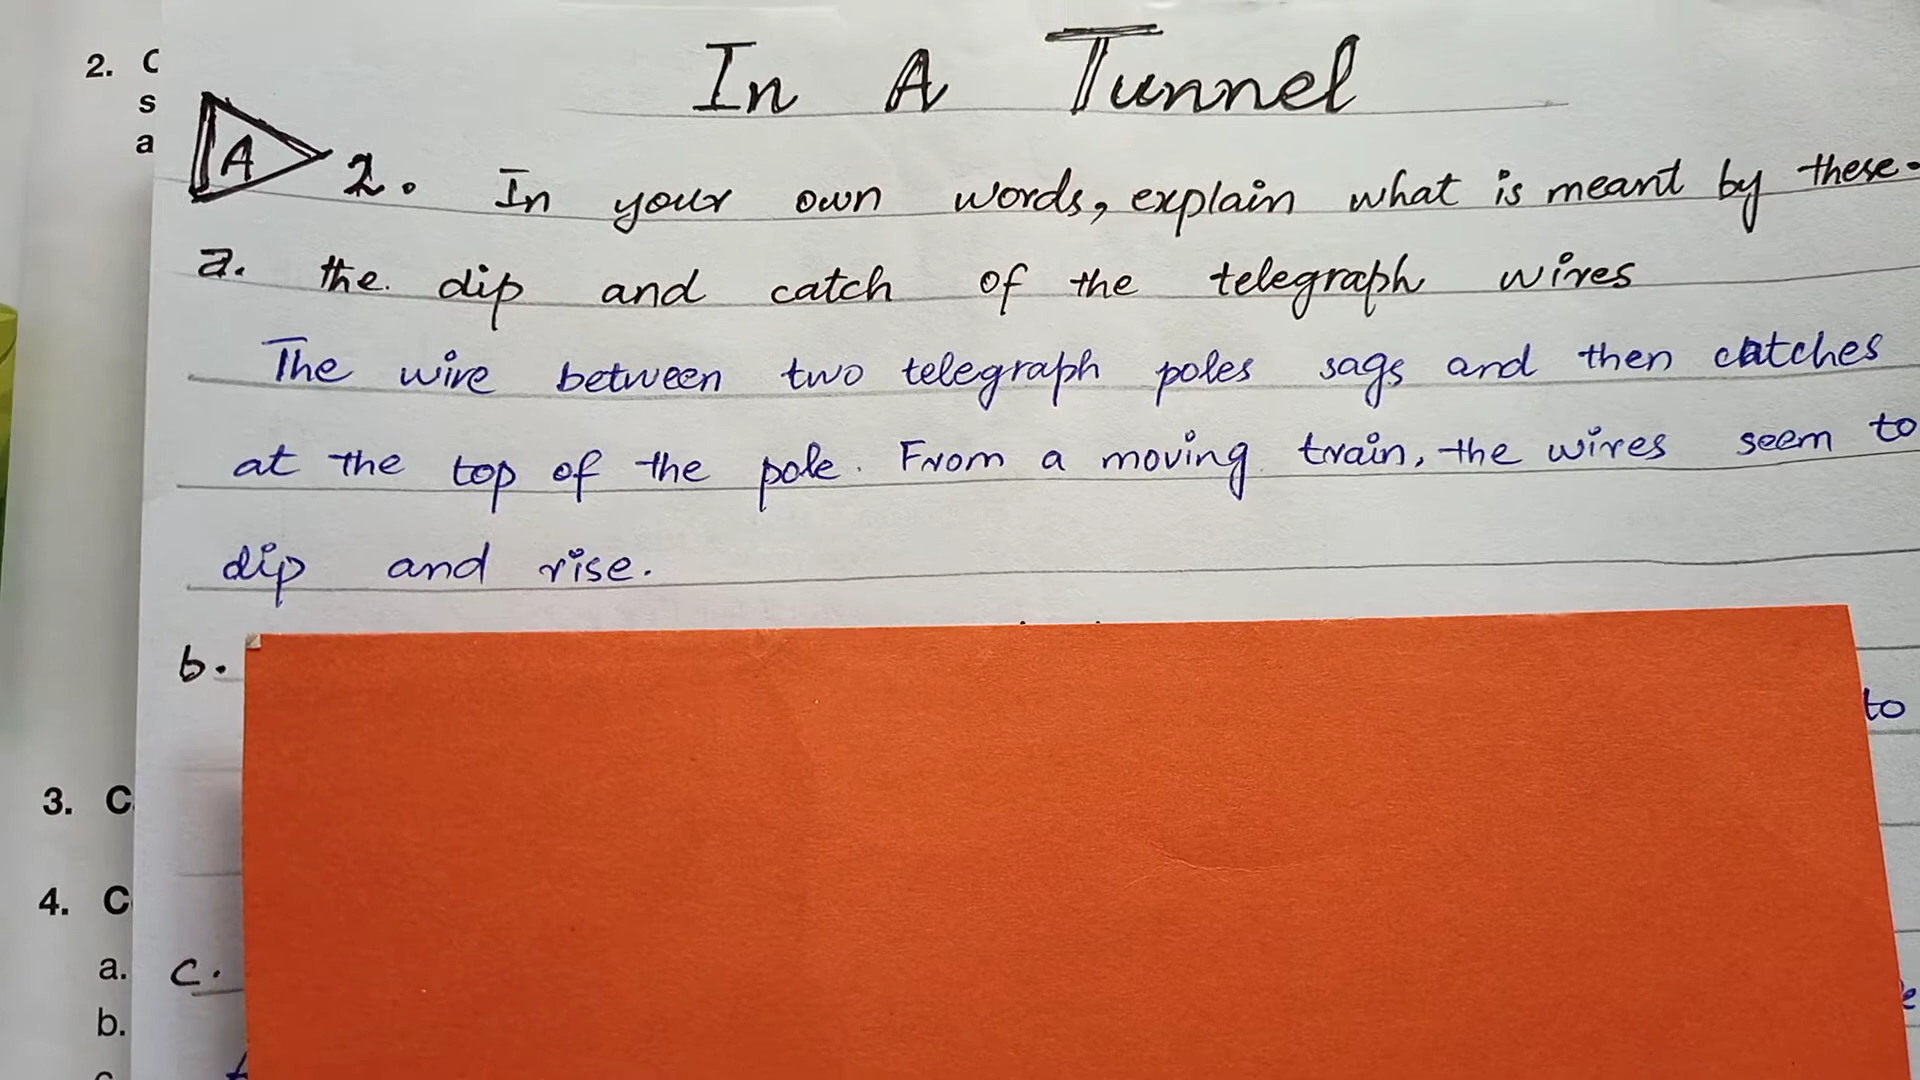 In A Tunnel
2. C
s
a
A 2. In your own words, explain what is meant by these.
a. the dip and catch of the telegraph wires
The wire between two telegraph poles sags and then catches
at the top of the pole. From a moving train, the wires seem to
dip and rise.
b.
to
3. C
4. C
a. c.
b.